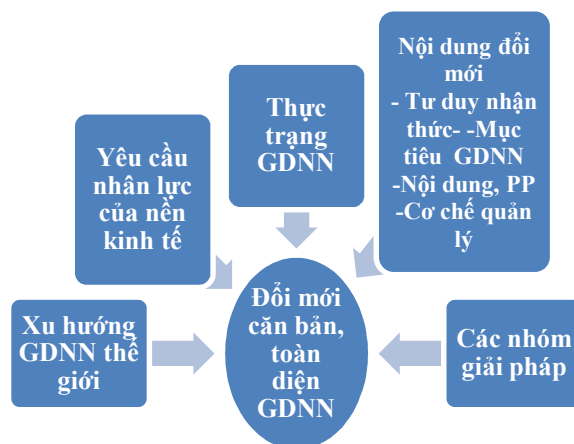 Xu hướng
GDNN thế
giới
Yêu cầu
nhân lực
của nền
kinh tế
Thực
trạng
GDNN
Nội dung đổi
mới
- Tư duy nhận
thức- -Mục
tiêu GDNN
-Nội dung, PP
-Cơ chế quản
lý
Các nhóm
giải pháp
Đổi mới
căn bản,
toàn
diện
GDNN